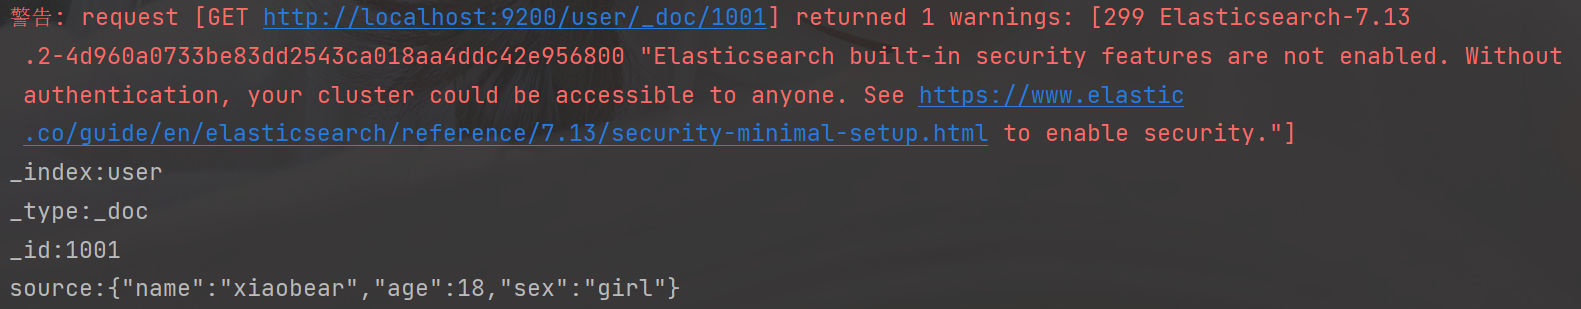 警告: request [GET http://localhost:9200/user/_doc/1001] returned 1 warnings: [299 Elasticsearch-7.13
.2-4d960a0733be83dd2543ca018aa4ddc42e956800 "Elasticsearch built-in security features are not enabled. Without
authentication, your cluster could be accessible to anyone. See https://www.elastic
.co/guide/en/elasticsearch/reference/7.13/security-minimal-setup.html to enable security."]
_index:user
_type:_doc
_id:1001
source:{"name":"xiaobear","age":18,"sex":"girl"}